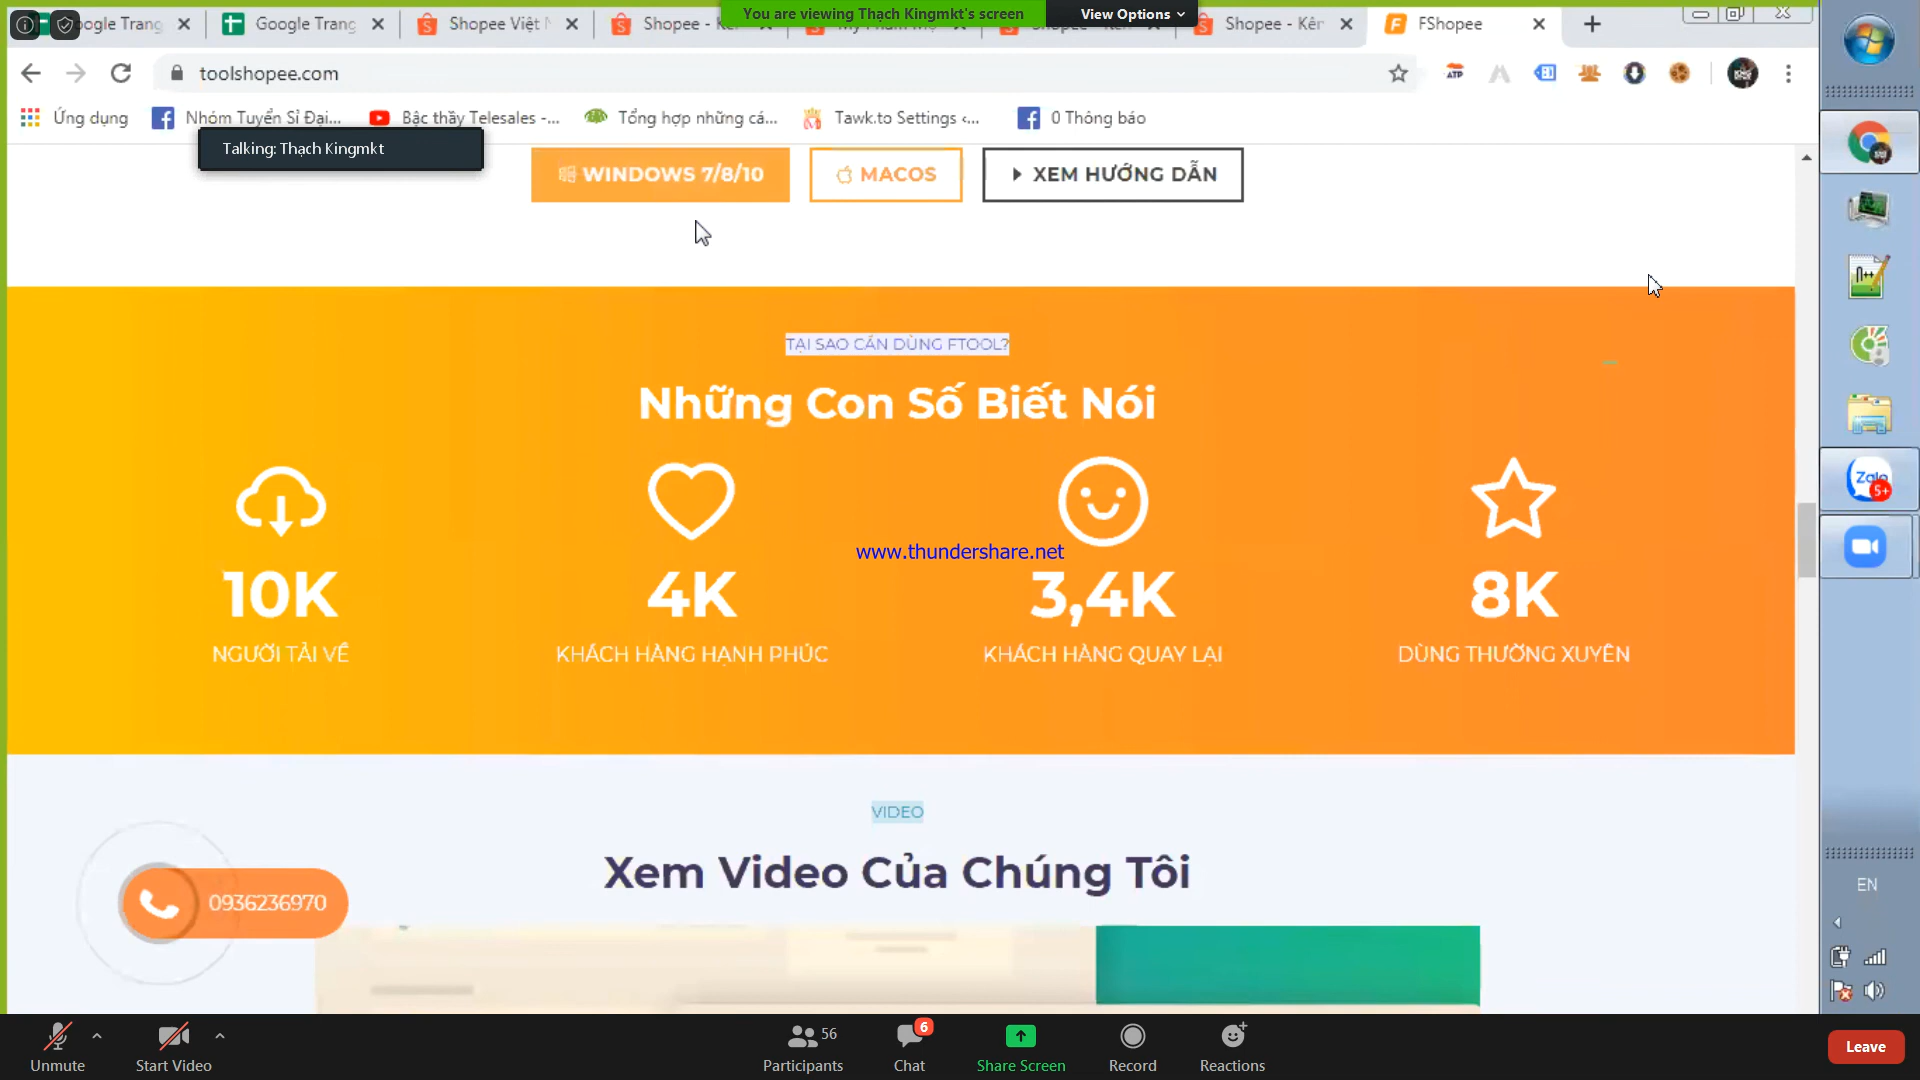 You are viewing Thạch Kingmkt's screen
View Options
Google Trang
Shopee Việt N
Shopee - Kên
FShopee
toolshopee.com
ATP
Ứng dụng
Nhóm Tuyển Sỉ Đại...
Bậc thầy Telesales -...
Tổng hợp những cá...
Tawk.to Settings ‹...
0 Thông báo
Talking: Thạch Kingmkt
WINDOWS 7/8/10
MACOS
XEM HƯỚNG DẪN
TẠI SAO CẦN DÙNG FTOOL?
Những Con Số Biết Nói
www.thundershare.net
10K
4K
3,4K
8K
NGƯỜI TẢI VỀ
KHÁCH HÀNG HẠNH PHÚC
KHÁCH HÀNG QUAY LẠI
DÙNG THƯỜNG XUYÊN
Zalo
5+
VIDEO
Xem Video Của Chúng Tôi
0936236970
EN
Unmute
Start Video
56
Participants
6
Chat
Share Screen
Record
Reactions
Leave